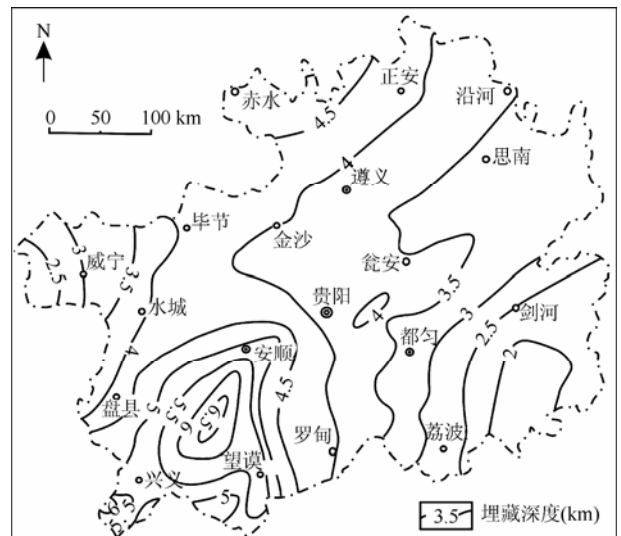 N
0 50 100 km
正安
沿河
赤水
4.5
4
思南
遵义
毕节
金沙
3
2.5
威宁
3.5
瓮安
3.5
水城
贵阳
4
剑河
3
2.5
4
安顺
都匀
2
4.5
盘县
5
5.5
6
6.5
罗甸
荔波
望谟
兴义
5
6
5.5
3.5 埋藏深度(km)